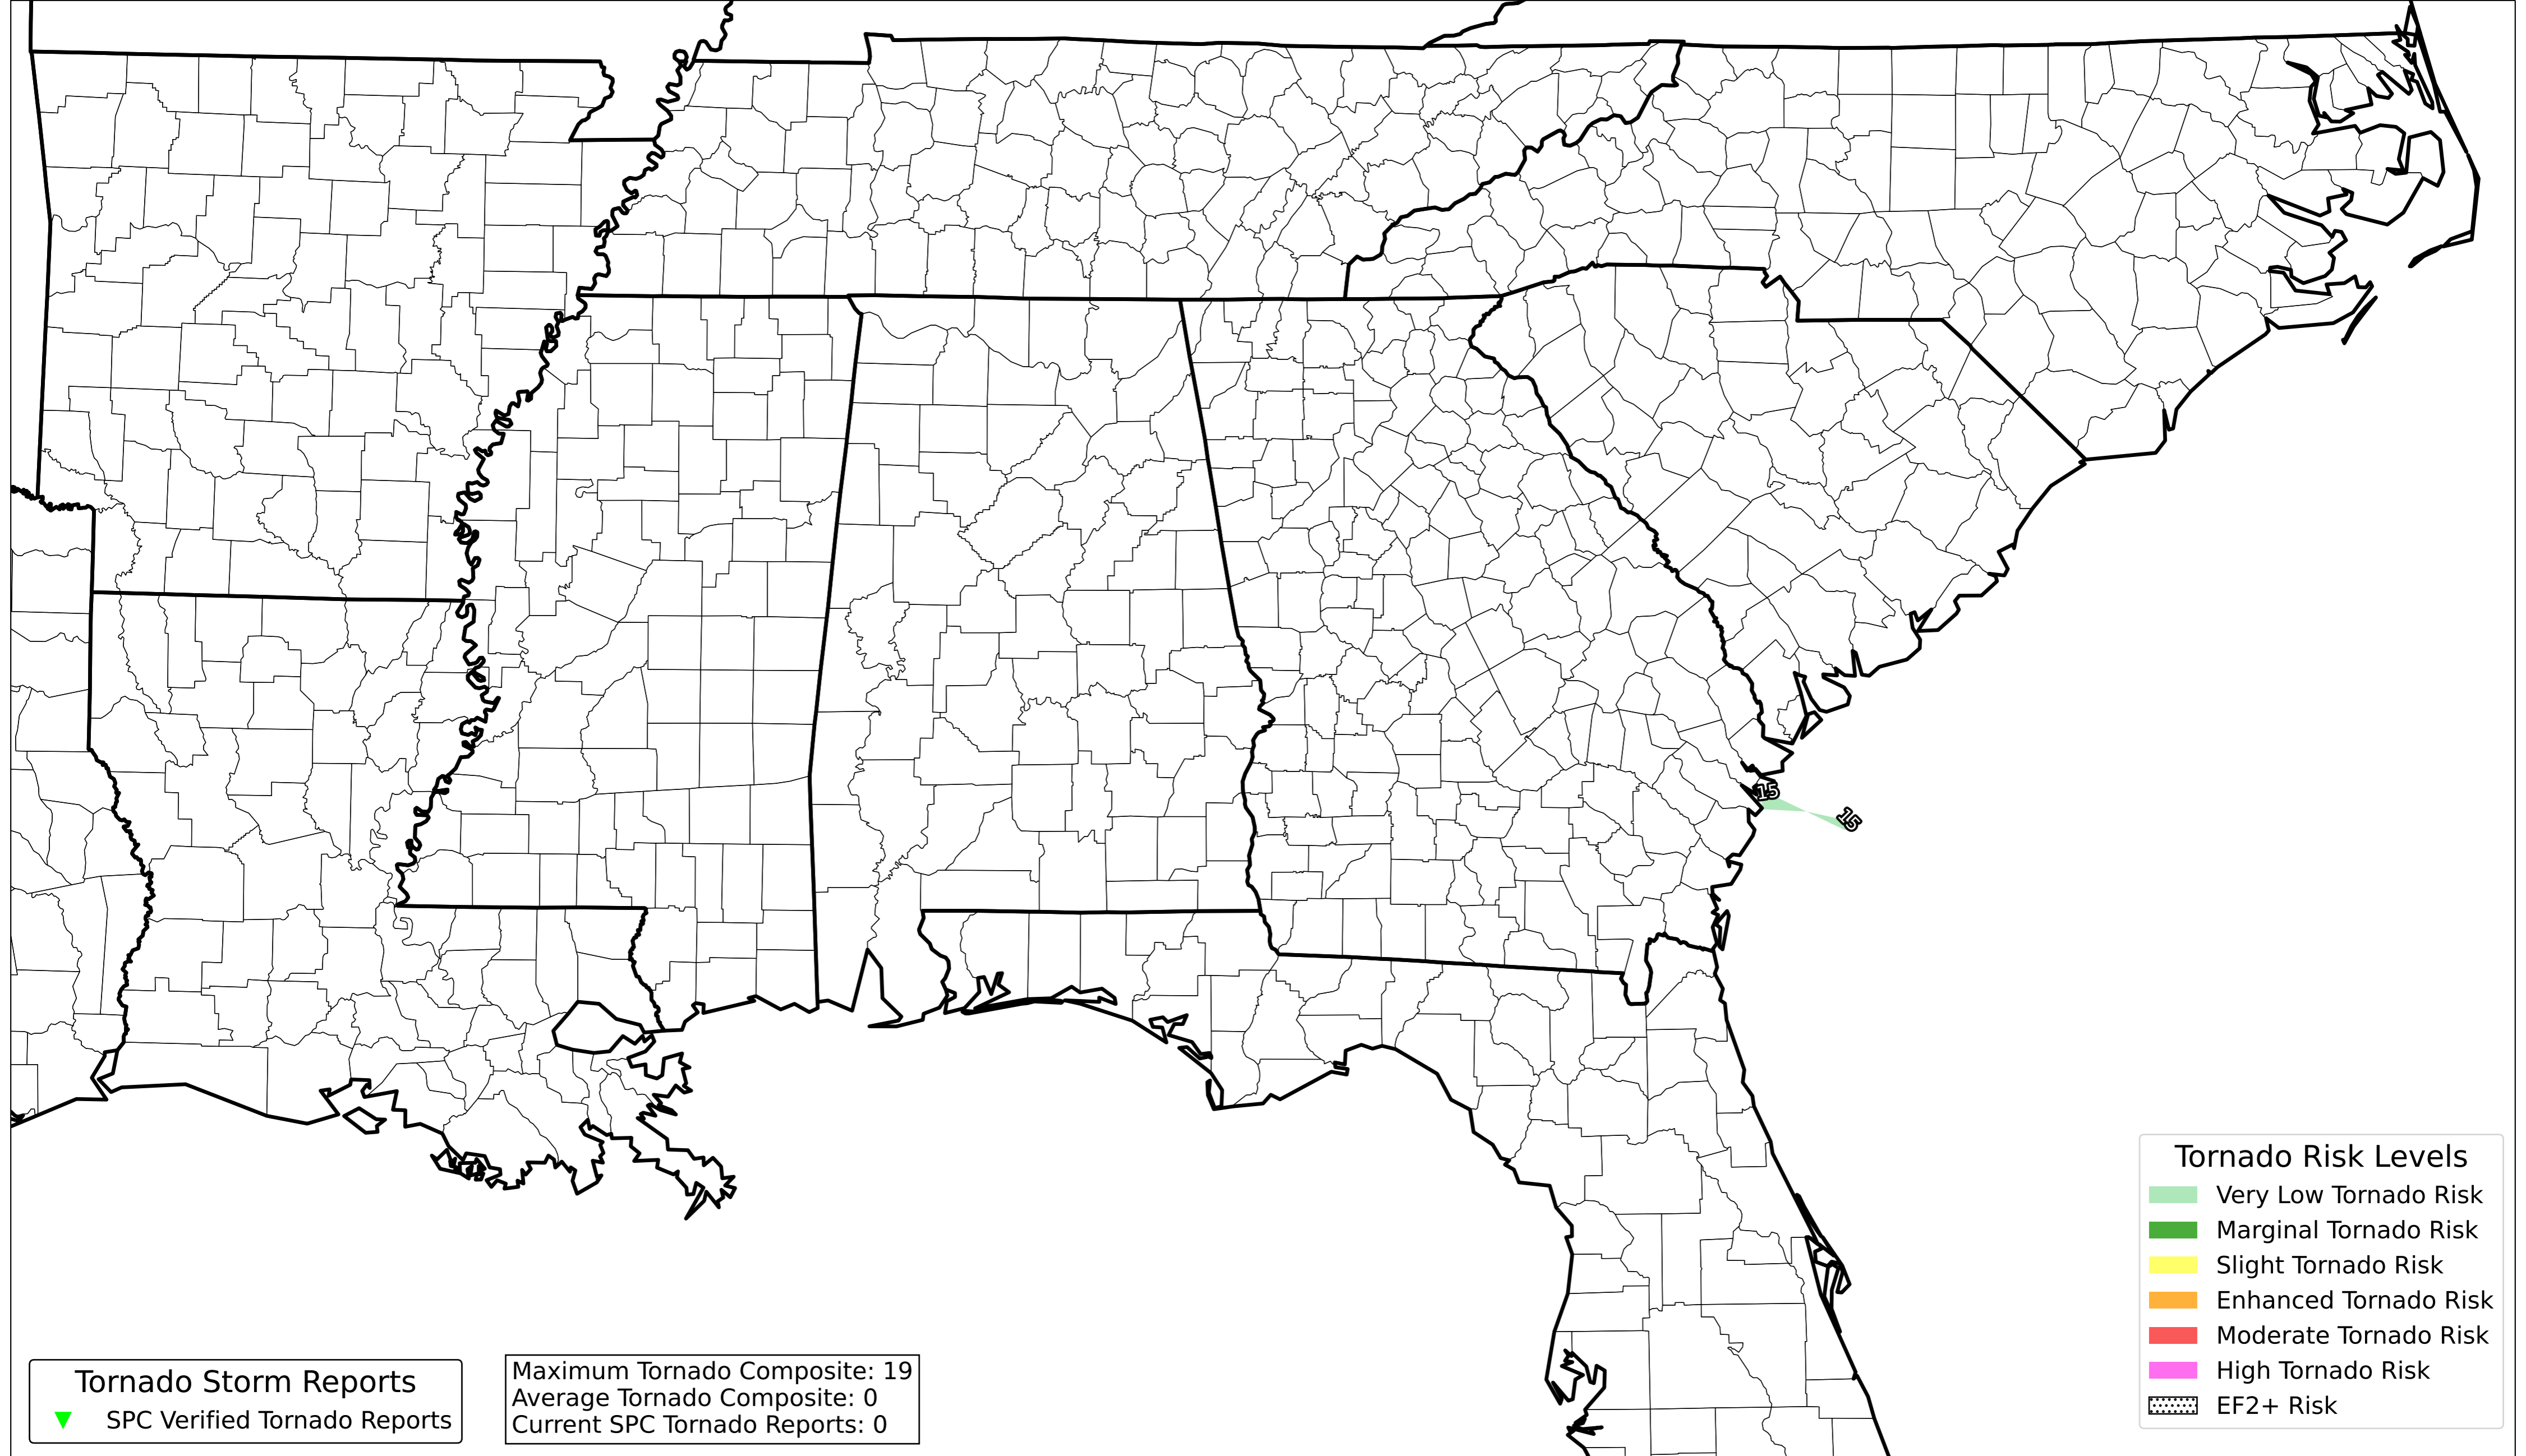 15
15
Tornado Risk Levels
Very Low Tornado Risk
Marginal Tornado Risk
Slight Tornado Risk
Enhanced Tornado Risk
Moderate Tornado Risk
High Tornado Risk
EF2+ Risk
Tornado Storm Reports
SPC Verified Tornado Reports
Maximum Tornado Composite: 19
Average Tornado Composite: 0
Current SPC Tornado Reports: 0